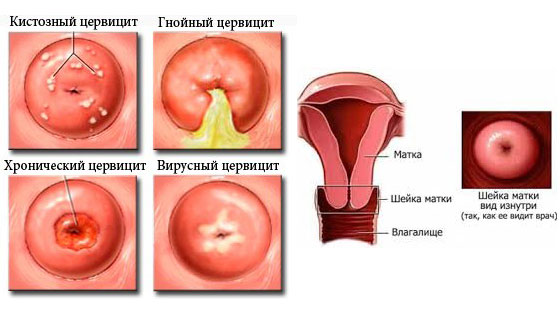 Кистозный цервицит
Гнойный цервицит
Хронический цервицит
Вирусный цервицит
Матка
Шейка матки
Влагалище
Шейка матки
вид изнутри
(так, как ее видит врач)